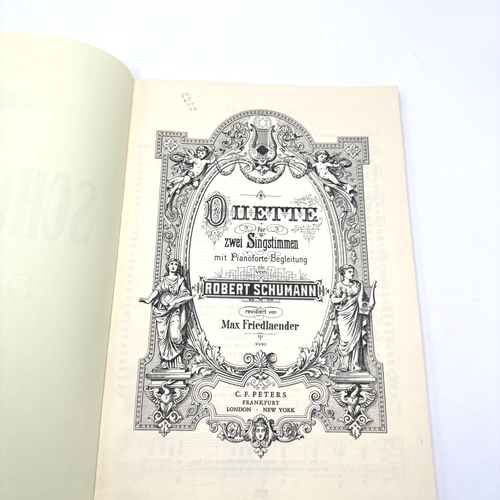 DUETTE
für
zwei Singstimmen
mit Pianoforte-Begleitung
von
ROBERT SCHUMANN
revidiert von
Max Friedlaender
C. F. PETERS
FRANKFURT
LONDON · NEW YORK